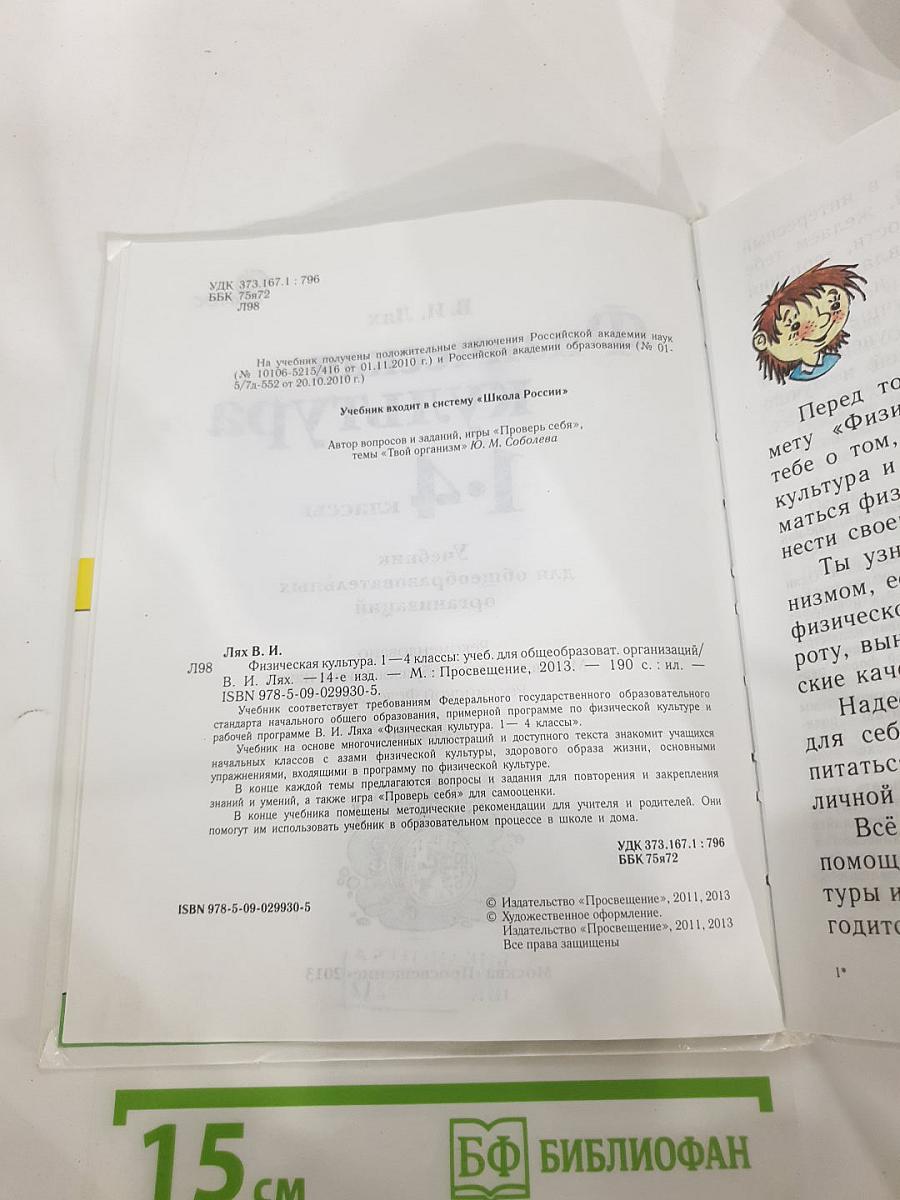 УДК 373.167.1 : 796
ББК 75я72
Л98
На учебник получены положительные заключения Российской академии наук
(№ 10106-5215/416 от 01.11.2010 г.) и Российской академии образования (№ 01-
5/7д-552 от 20.10.2010 г.)
Учебник входит в систему «Школа России»
Автор вопросов и заданий, игры «Проверь себя»,
темы «Твой организм» Ю. М. Соболева
Лях В. И.
Л98 Физическая культура. 1—4 классы: учеб. для общеобразоват. организаций/
В. И. Лях. —14-е изд. — М. : Просвещение, 2013. — 190 с. : ил. —
ISBN 978-5-09-029930-5.
Учебник соответствует требованиям Федерального государственного образовательного
стандарта начального общего образования, примерной программе по физической культуре и
рабочей программе В. И. Ляха «Физическая культура. 1— 4 классы».
Учебник на основе многочисленных иллюстраций и доступного текста знакомит учащихся
начальных классов с азами физической культуры, здорового образа жизни, основными
упражнениями, входящими в программу по физической культуре.
В конце каждой темы предлагаются вопросы и задания для повторения и закрепления
знаний и умений, а также игра «Проверь себя» для самооценки.
В конце учебника помещены методические рекомендации для учителя и родителей. Они
помогут им использовать учебник в образовательном процессе в школе и дома.
УДК 373.167.1 : 796
ББК 75я72
ISBN 978-5-09-029930-5
© Издательство «Просвещение», 2011, 2013
© Художественное оформление.
Издательство «Просвещение», 2011, 2013
Все права защищены
Перед то
мету «Физи
тебе о том,
культура и
маться физ
нести свое
Ты узн
низмом, ес
физическо
роту, вын
ские каче
Надее
для себ
питатьс
личной
Всё
помощ
туры и
годитс
1*
15 см
БФ БИБЛИОФАН